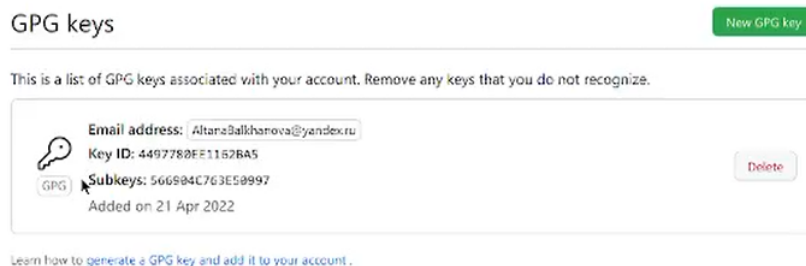 GPG keys
New GPG key
This is a list of GPG keys associated with your account. Remove any keys that you do not recognize.
Email address: AltanaBalkhanova@yandex.ru
Key ID: 4497780EE1162BA5
GPG
Subkeys: 566904C763E50997
Delete
Added on 21 Apr 2022
Learn how to generate a GPG key and add it to your account .